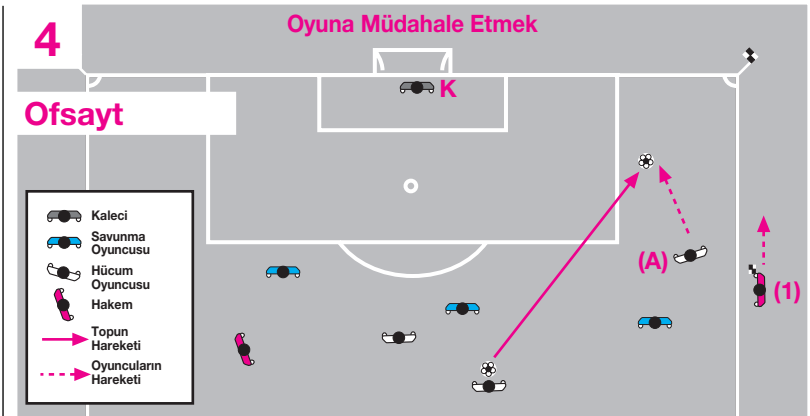 4
Oyuna Müdahale Etmek
K
Ofsayt
Kaleci
Savunma
Oyuncusu
Hücum
Oyuncusu
Hakem
Topun
Hareketi
Oyuncuların
Hareketi
(A)
(1)